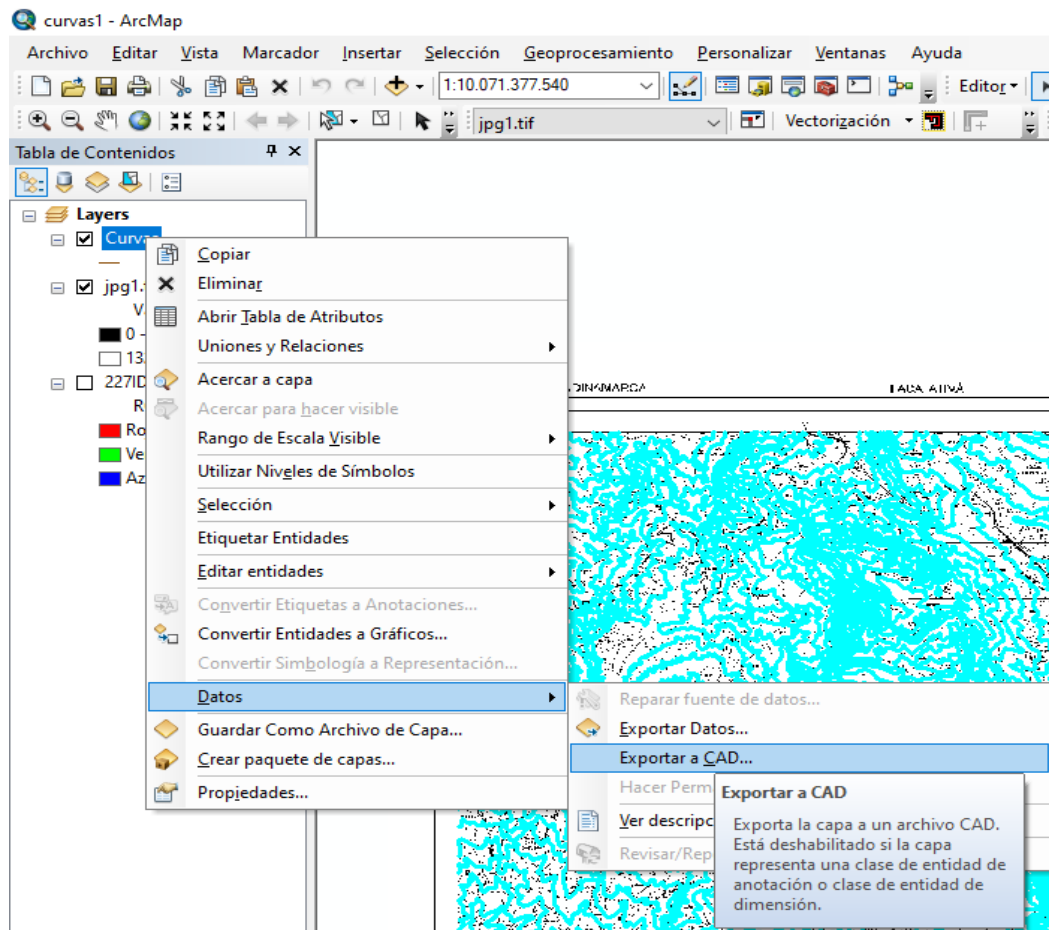 curvas1 - ArcMap
Archivo Editar Vista Marcador Insertar Selección Geoprocesamiento Personalizar Ventanas Ayuda
1:10.071.377.540 Editor
jpg1.tif Vectorización
Tabla de Contenidos
Layers
Curvas
jpg1.
V
0 -
13
227ID
R
Ro
Ve
Az
Copiar
Eliminar
Abrir Tabla de Atributos
Uniones y Relaciones
Acercar a capa
Acercar para hacer visible
Rango de Escala Visible
Utilizar Niveles de Símbolos
Selección
Etiquetar Entidades
Editar entidades
Convertir Etiquetas a Anotaciones...
Convertir Entidades a Gráficos...
Convertir Simbología a Representación...
Datos
Guardar Como Archivo de Capa...
Crear paquete de capas...
Propiedades...
Reparar fuente de datos...
Exportar Datos...
Exportar a CAD...
Hacer Perm
Ver descripc
Revisar/Rep
Exportar a CAD
Exporta la capa a un archivo CAD.
Está deshabilitado si la capa
representa una clase de entidad de
anotación o clase de entidad de
dimensión.